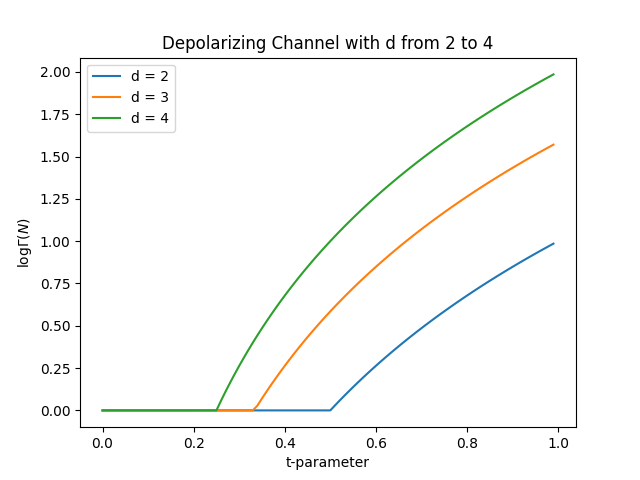 Depolarizing Channel with d from 2 to 4
d = 2
d = 3
d = 4
logΓ(N)
2.00
1.75
1.50
1.25
1.00
0.75
0.50
0.25
0.00
0.0 0.2 0.4 0.6 0.8 1.0
t-parameter